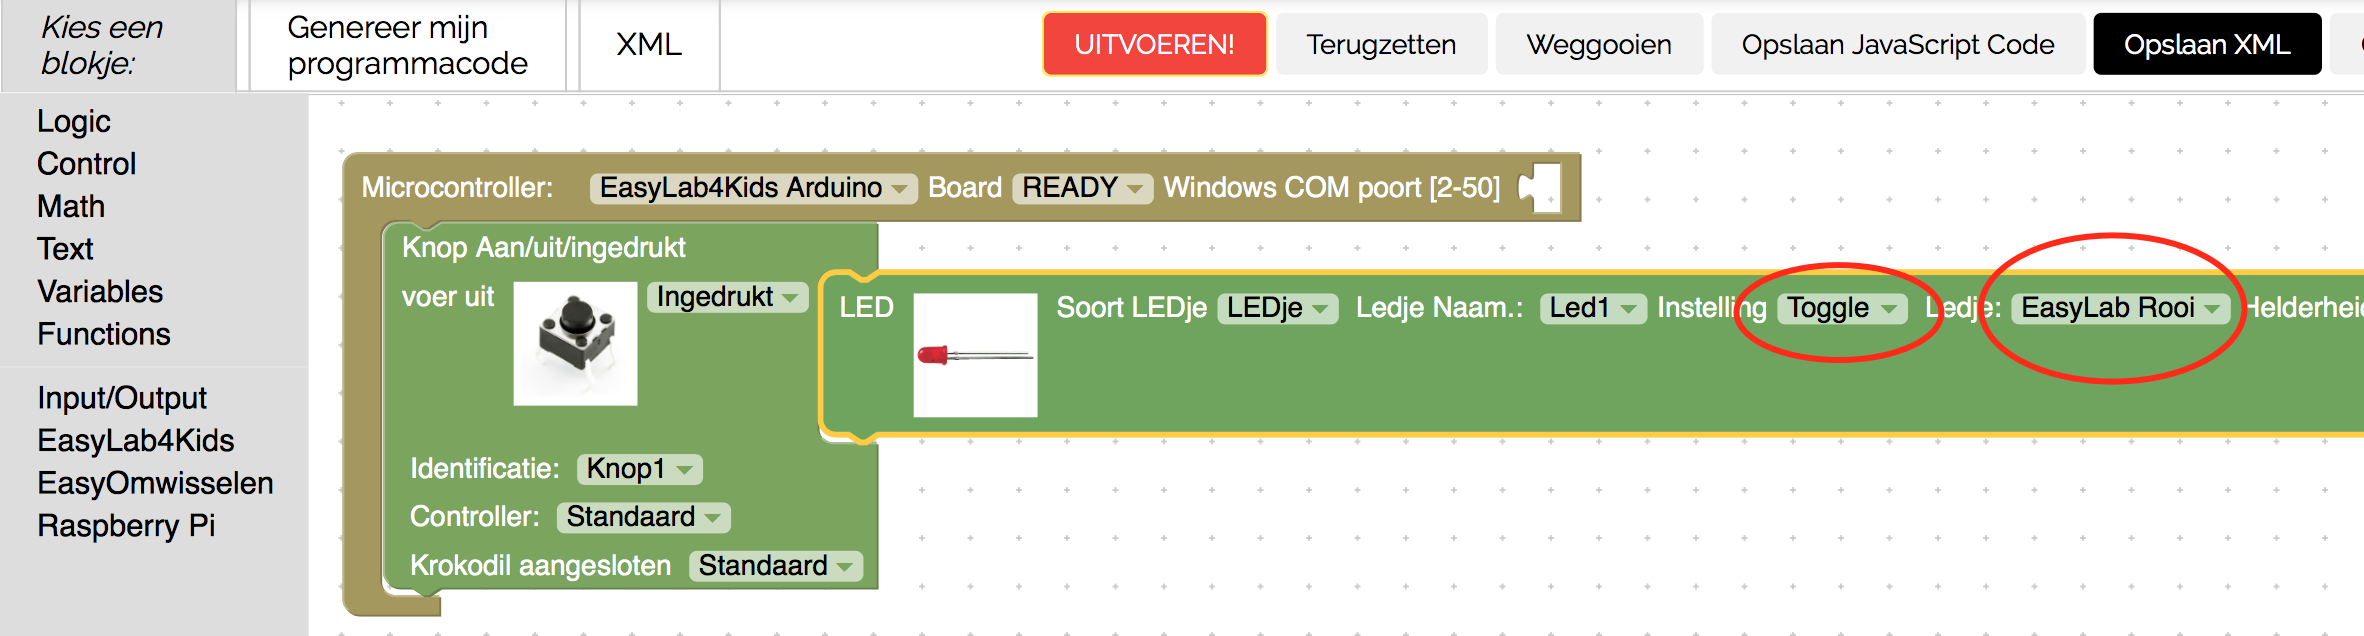 Kies een
blokje:
Genereer mijn
programmacode
XML
UITVOEREN!
Terugzetten
Weggooien
Opslaan JavaScript Code
Opslaan XML
Logic
Control
Math
Text
Variables
Functions
Input/Output
EasyLab4Kids
EasyOmwisselen
Raspberry Pi
Microcontroller: EasyLab4Kids Arduino Board READY Windows COM poort [2-50]
Knop Aan/uit/ingedrukt
voer uit Ingedrukt
LED Soort LEDje LEDje Ledje Naam.: Led1 Instelling Toggle Ledje: EasyLab Rooi
Identificatie: Knop1
Controller: Standaard
Krokodil aangesloten Standaard